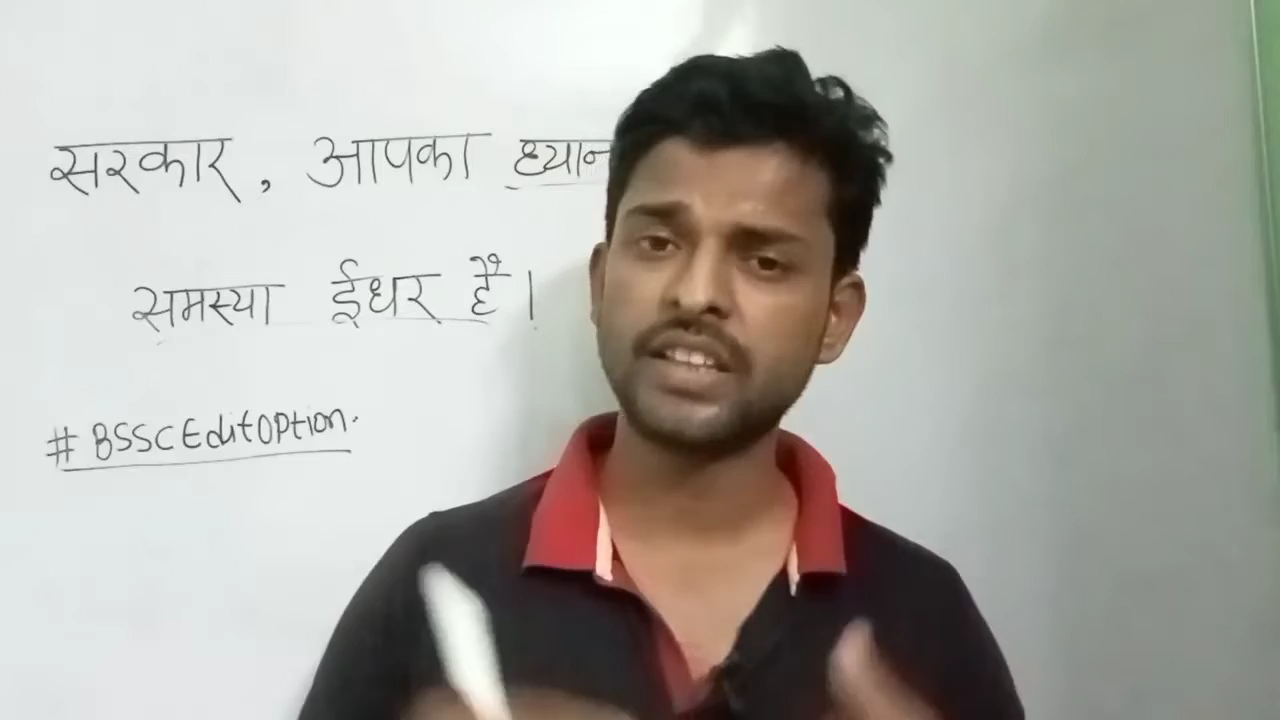 सरकार, आपका ध्यान
समस्या ईधर है।
#BSSCEditOption.